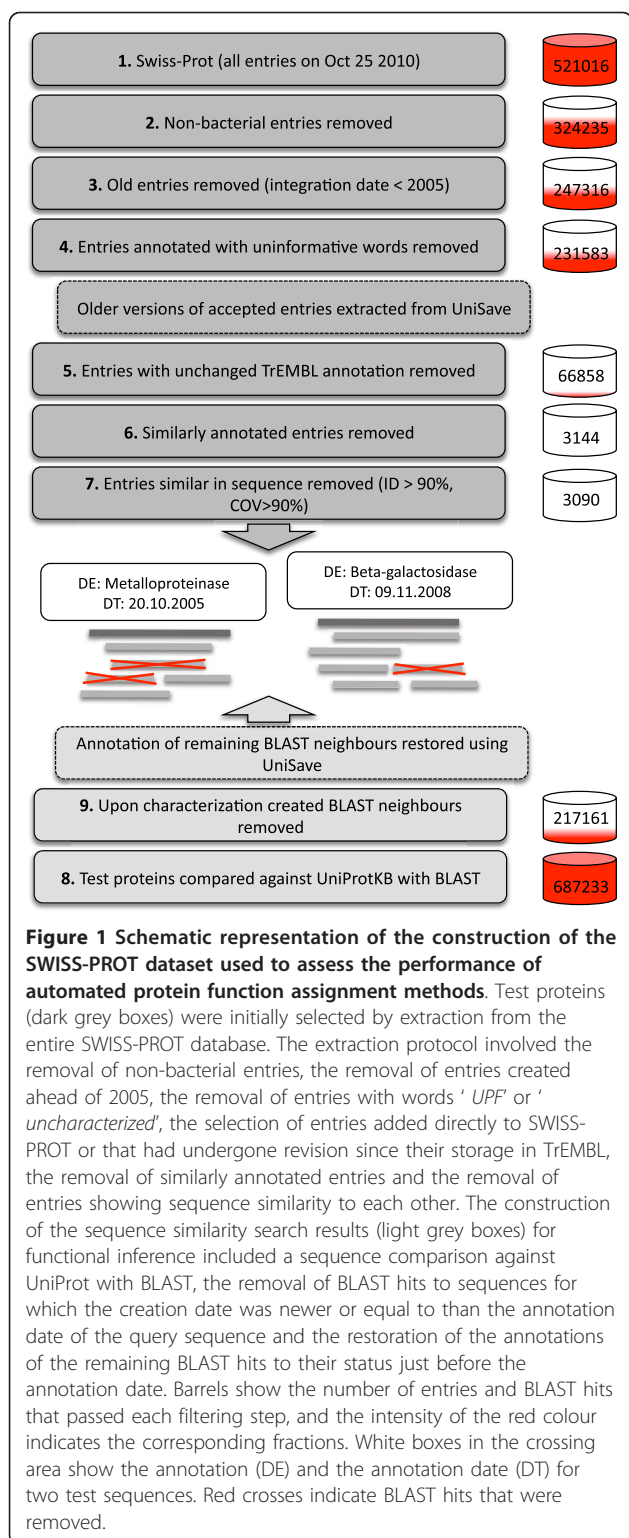 1. Swiss-Prot (all entries on Oct 25 2010)
521016
2. Non-bacterial entries removed
324235
3. Old entries removed (integration date < 2005)
247316
4. Entries annotated with uninformative words removed
231583
Older versions of accepted entries extracted from UniSave
5. Entries with unchanged TrEMBL annotation removed
66858
6. Similarly annotated entries removed
3144
7. Entries similar in sequence removed (ID > 90%,
COV>90%)
3090
DE: Metalloproteinase
DT: 20.10.2005
DE: Beta-galactosidase
DT: 09.11.2008
Annotation of remaining BLAST neighbours restored using
UniSave
9. Upon characterization created BLAST neighbours
removed
217161
8. Test proteins compared against UniProtKB with BLAST
687233
Figure 1 Schematic representation of the construction of the
SWISS-PROT dataset used to assess the performance of
automated protein function assignment methods. Test proteins
(dark grey boxes) were initially selected by extraction from the
entire SWISS-PROT database. The extraction protocol involved the
removal of non-bacterial entries, the removal of entries created
ahead of 2005, the removal of entries with words ‘ UPF’ or ‘
uncharacterized’, the selection of entries added directly to SWISS-
PROT or that had undergone revision since their storage in TrEMBL,
the removal of similarly annotated entries and the removal of
entries showing sequence similarity to each other. The construction
of the sequence similarity search results (light grey boxes) for
functional inference included a sequence comparison against
UniProt with BLAST, the removal of BLAST hits to sequences for
which the creation date was newer or equal to than the annotation
date of the query sequence and the restoration of the annotations
of the remaining BLAST hits to their status just before the
annotation date. Barrels show the number of entries and BLAST hits
that passed each filtering step, and the intensity of the red colour
indicates the corresponding fractions. White boxes in the crossing
area show the annotation (DE) and the annotation date (DT) for
two test sequences. Red crosses indicate BLAST hits that were
removed.